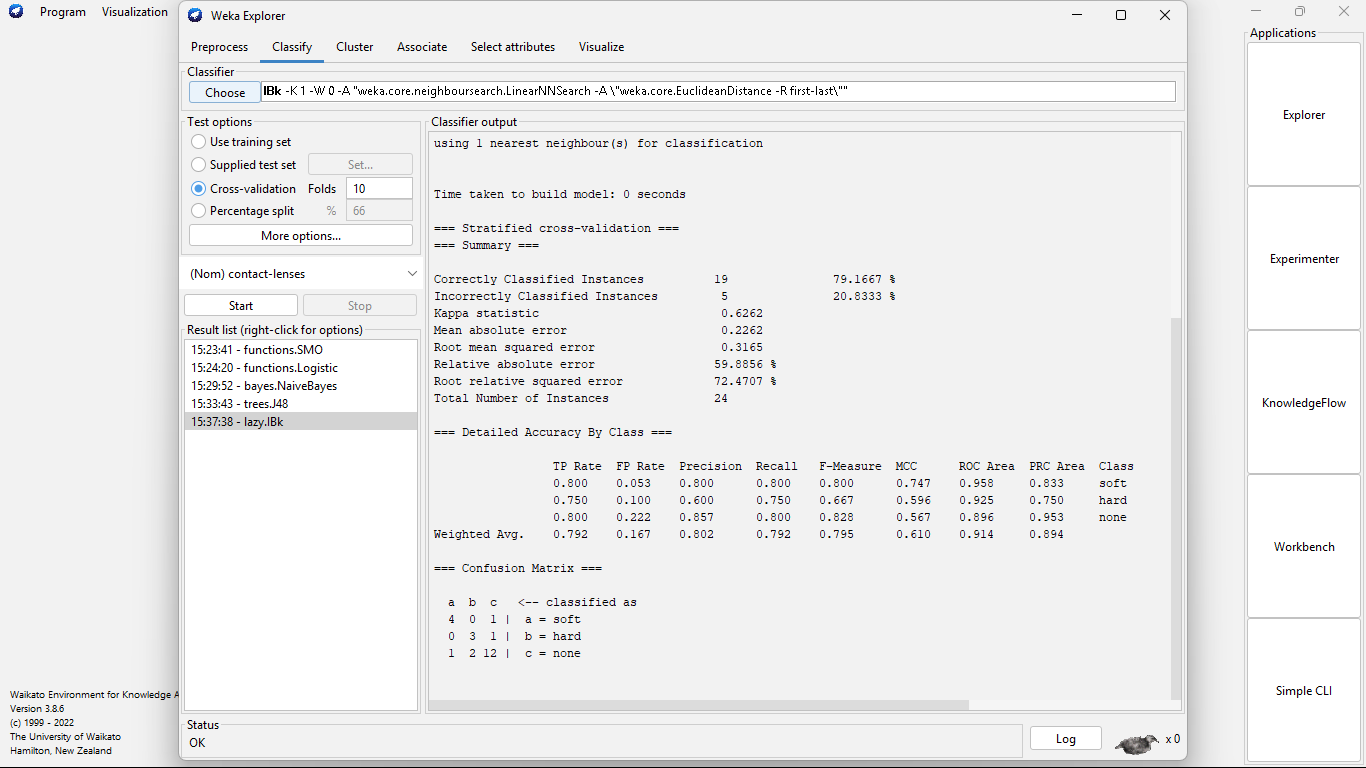 Program Visualization
Weka Explorer
Preprocess Classify Cluster Associate Select attributes Visualize
Classifier
Choose IBk -K 1 -W 0 -A "weka.core.neighboursearch.LinearNNSearch -A \"weka.core.EuclideanDistance -R first-last\""
Test options
Use training set
Supplied test set Set...
Cross-validation Folds 10
Percentage split % 66
More options...
(Nom) contact-lenses
Start Stop
Result list (right-click for options)
15:23:41 - functions.SMO
15:24:20 - functions.Logistic
15:29:52 - bayes.NaiveBayes
15:33:43 - trees.J48
15:37:38 - lazy.IBk
Classifier output
using 1 nearest neighbour(s) for classification
Time taken to build model: 0 seconds
=== Stratified cross-validation ===
=== Summary ===
Correctly Classified Instances 19 79.1667 %
Incorrectly Classified Instances 5 20.8333 %
Kappa statistic 0.6262
Mean absolute error 0.2262
Root mean squared error 0.3165
Relative absolute error 59.8856 %
Root relative squared error 72.4707 %
Total Number of Instances 24
=== Detailed Accuracy By Class ===
TP Rate FP Rate Precision Recall F-Measure MCC ROC Area PRC Area Class
0.800 0.053 0.800 0.800 0.800 0.747 0.958 0.833 soft
0.750 0.100 0.600 0.750 0.667 0.596 0.925 0.750 hard
0.800 0.222 0.857 0.800 0.828 0.567 0.896 0.953 none
Weighted Avg. 0.792 0.167 0.802 0.792 0.795 0.610 0.914 0.894
=== Confusion Matrix ===
a b c <-- classified as
4 0 1 | a = soft
0 3 1 | b = hard
1 2 12 | c = none
Status
OK
Log x 0
Waikato Environment for Knowledge A
Version 3.8.6
(c) 1999 - 2022
The University of Waikato
Hamilton, New Zealand
Applications
Explorer
Experimenter
KnowledgeFlow
Workbench
Simple CLI